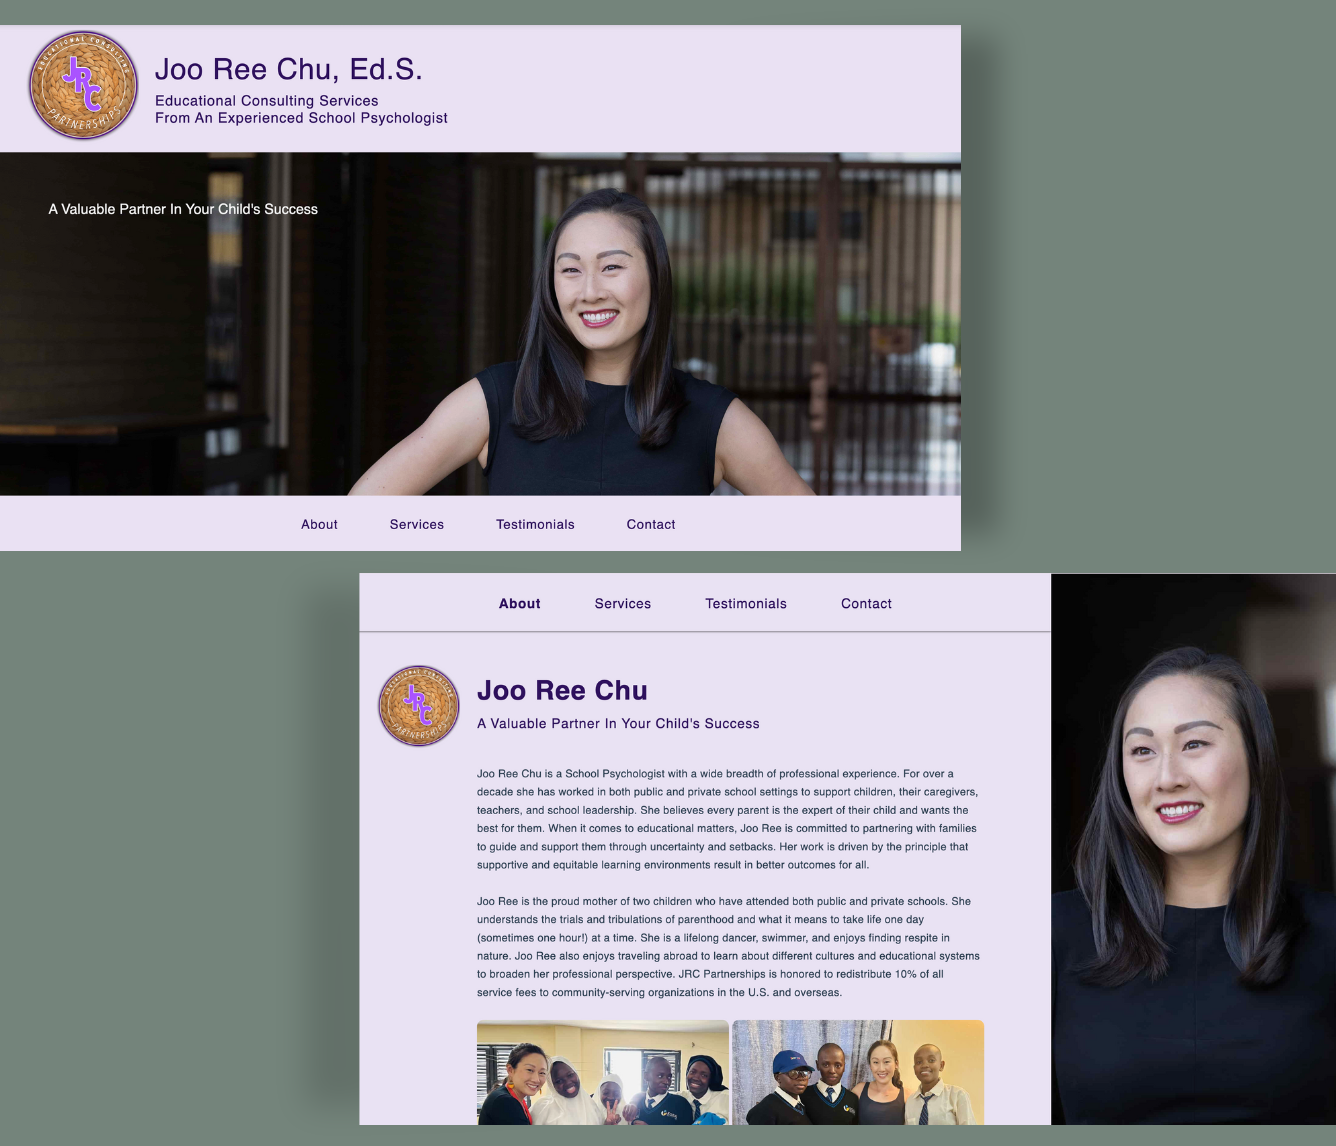 EDUCATIONAL CONSULTING
JRC
PARTNERSHIPS
Joo Ree Chu, Ed.S.
Educational Consulting Services
From An Experienced School Psychologist
A Valuable Partner In Your Child's Success
About Services Testimonials Contact
About Services Testimonials Contact
EDUCATIONAL CONSULTING
JRC
PARTNERSHIPS
Joo Ree Chu
A Valuable Partner In Your Child's Success
Joo Ree Chu is a School Psychologist with a wide breadth of professional experience. For over a
decade she has worked in both public and private school settings to support children, their caregivers,
teachers, and school leadership. She believes every parent is the expert of their child and wants the
best for them. When it comes to educational matters, Joo Ree is committed to partnering with families
to guide and support them through uncertainty and setbacks. Her work is driven by the principle that
supportive and equitable learning environments result in better outcomes for all.
Joo Ree is the proud mother of two children who have attended both public and private schools. She
understands the trials and tribulations of parenthood and what it means to take life one day
(sometimes one hour!) at a time. She is a lifelong dancer, swimmer, and enjoys finding respite in
nature. Joo Ree also enjoys traveling abroad to learn about different cultures and educational systems
to broaden her professional perspective. JRC Partnerships is honored to redistribute 10% of all
service fees to community-serving organizations in the U.S. and overseas.